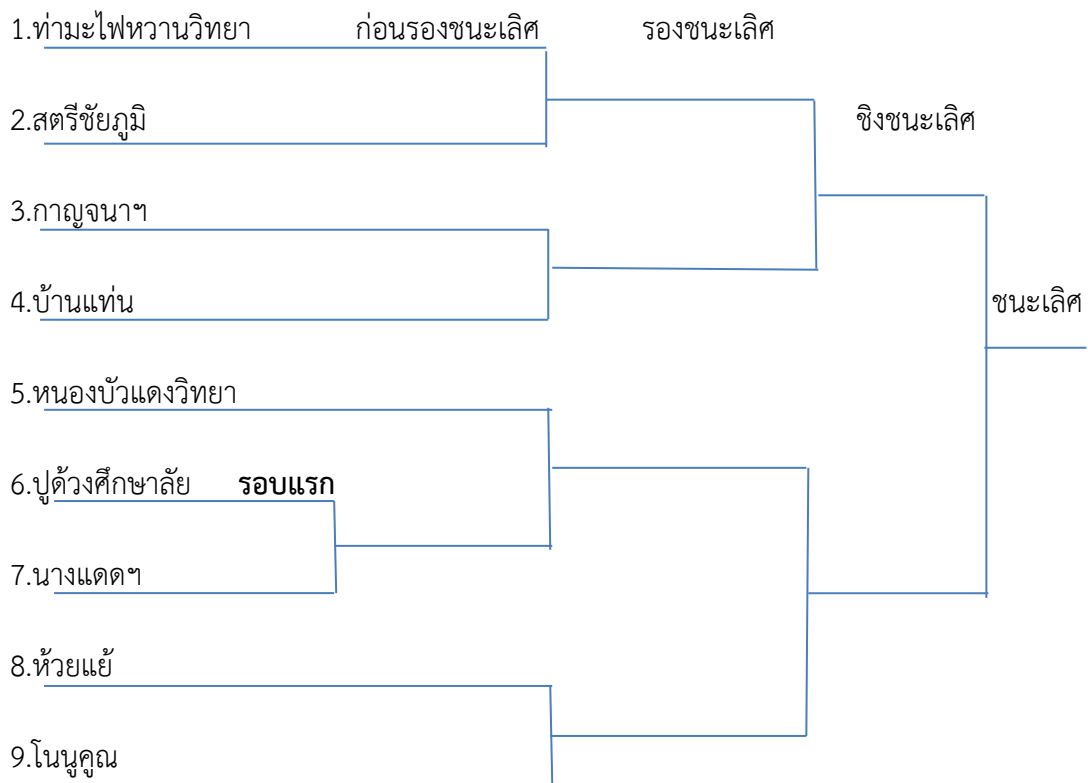 1.ท่ามะไฟหวานวิทยา ก่อนรองชนะเลิศ รองชนะเลิศ
2.สตรีชัยภูมิ ชิงชนะเลิศ
3.กาญจนาฯ
4.บ้านแท่น ชนะเลิศ
5.หนองบัวแดงวิทยา
6.ปูด้วงศึกษาลัย รอบแรก
7.นางแดดฯ
8.ห้วยแย้
9.โนนูคูณ